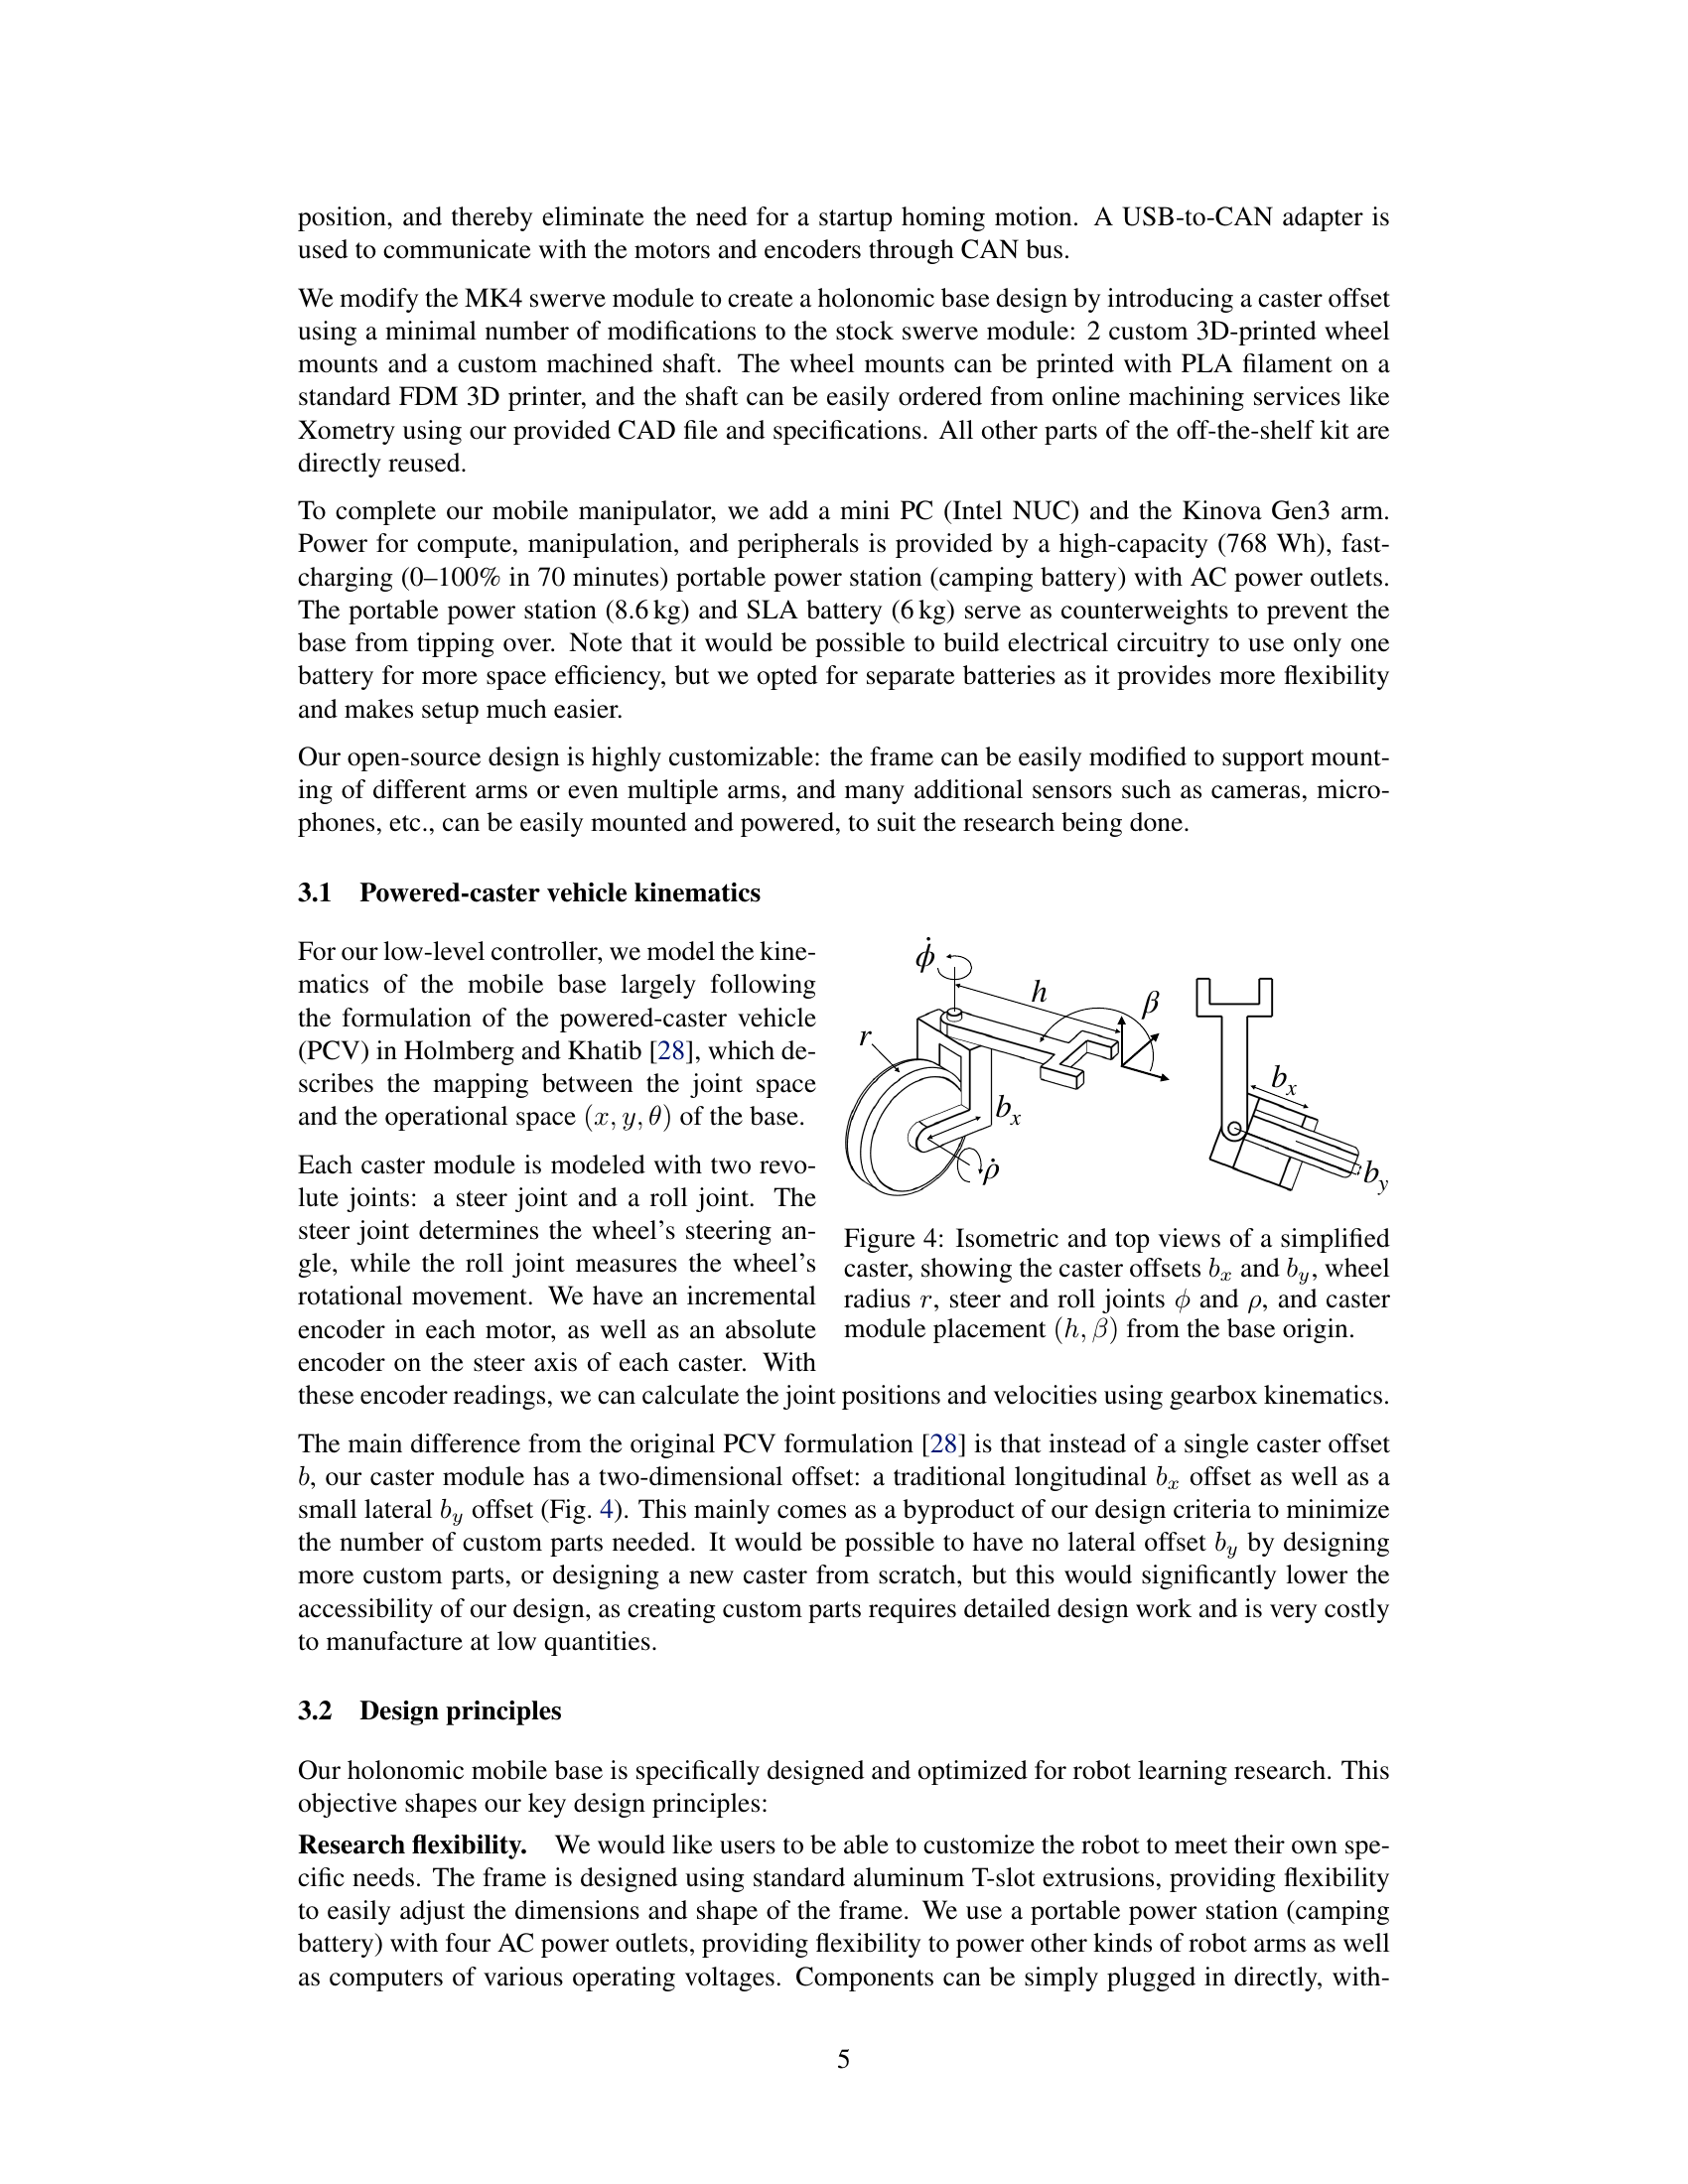 position, and thereby eliminate the need for a startup homing motion. A USB-to-CAN adapter is
used to communicate with the motors and encoders through CAN bus.
We modify the MK4 swerve module to create a holonomic base design by introducing a caster offset
using a minimal number of modifications to the stock swerve module: 2 custom 3D-printed wheel
mounts and a custom machined shaft. The wheel mounts can be printed with PLA filament on a
standard FDM 3D printer, and the shaft can be easily ordered from online machining services like
Xometry using our provided CAD file and specifications. All other parts of the off-the-shelf kit are
directly reused.
To complete our mobile manipulator, we add a mini PC (Intel NUC) and the Kinova Gen3 arm.
Power for compute, manipulation, and peripherals is provided by a high-capacity (768 Wh), fast-
charging (0–100% in 70 minutes) portable power station (camping battery) with AC power outlets.
The portable power station (8.6 kg) and SLA battery (6 kg) serve as counterweights to prevent the
base from tipping over. Note that it would be possible to build electrical circuitry to use only one
battery for more space efficiency, but we opted for separate batteries as it provides more flexibility
and makes setup much easier.
Our open-source design is highly customizable: the frame can be easily modified to support mount-
ing of different arms or even multiple arms, and many additional sensors such as cameras, micro-
phones, etc., can be easily mounted and powered, to suit the research being done.
3.1 Powered-caster vehicle kinematics
For our low-level controller, we model the kine-
matics of the mobile base largely following
the formulation of the powered-caster vehicle
(PCV) in Holmberg and Khatib [28], which de-
scribes the mapping between the joint space
and the operational space (x, y, θ) of the base.
Each caster module is modeled with two revo-
lute joints: a steer joint and a roll joint. The
steer joint determines the wheel's steering an-
gle, while the roll joint measures the wheel's
rotational movement. We have an incremental
encoder in each motor, as well as an absolute
encoder on the steer axis of each caster. With
these encoder readings, we can calculate the joint positions and velocities using gearbox kinematics.
ϕ̇
h
β
r
b_x
ρ̇
b_x
b_y
Figure 4: Isometric and top views of a simplified
caster, showing the caster offsets b_x and b_y, wheel
radius r, steer and roll joints ϕ and ρ, and caster
module placement (h, β) from the base origin.
The main difference from the original PCV formulation [28] is that instead of a single caster offset
b, our caster module has a two-dimensional offset: a traditional longitudinal b_x offset as well as a
small lateral b_y offset (Fig. 4). This mainly comes as a byproduct of our design criteria to minimize
the number of custom parts needed. It would be possible to have no lateral offset b_y by designing
more custom parts, or designing a new caster from scratch, but this would significantly lower the
accessibility of our design, as creating custom parts requires detailed design work and is very costly
to manufacture at low quantities.
3.2 Design principles
Our holonomic mobile base is specifically designed and optimized for robot learning research. This
objective shapes our key design principles:
Research flexibility. We would like users to be able to customize the robot to meet their own spe-
cific needs. The frame is designed using standard aluminum T-slot extrusions, providing flexibility
to easily adjust the dimensions and shape of the frame. We use a portable power station (camping
battery) with four AC power outlets, providing flexibility to power other kinds of robot arms as well
as computers of various operating voltages. Components can be simply plugged in directly, with-
5